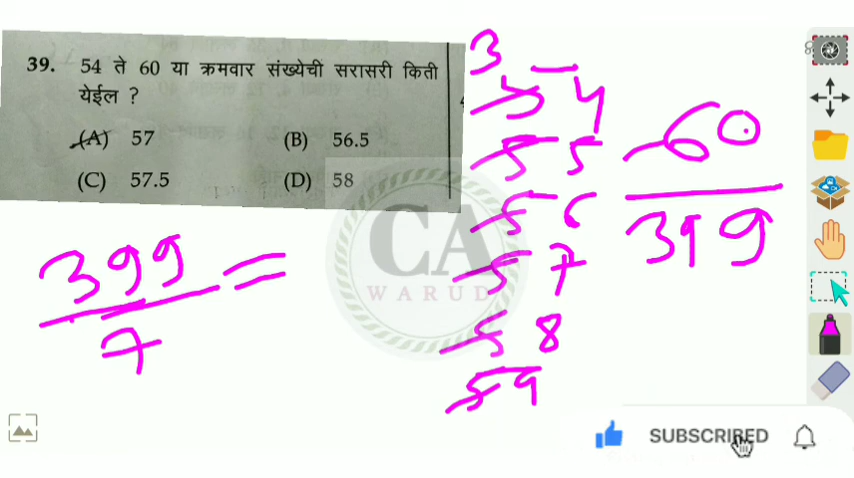 39. 54 ते 60 या क्रमवार संख्येची सरासरी किती
येईल ?
(A) 57 (B) 56.5
(C) 57.5 (D) 58
3
54
55
56
57
58
59
60
399
399
7
=
CA
WARUD
SUBSCRIBED